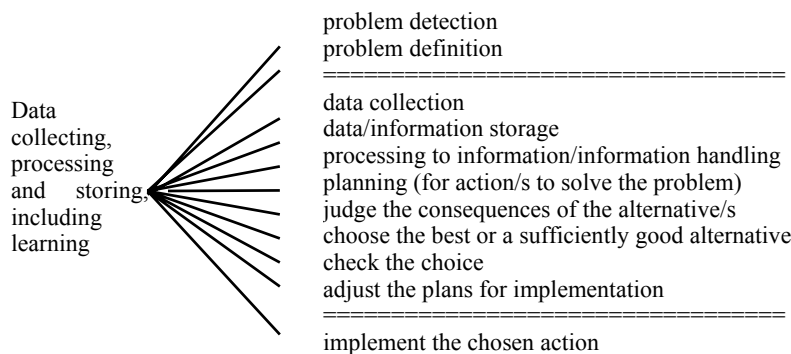 Data
collecting,
processing
and storing,
including
learning
problem detection
problem definition
==================================
data collection
data/information storage
processing to information/information handling
planning (for action/s to solve the problem)
judge the consequences of the alternative/s
choose the best or a sufficiently good alternative
check the choice
adjust the plans for implementation
==================================
implement the chosen action